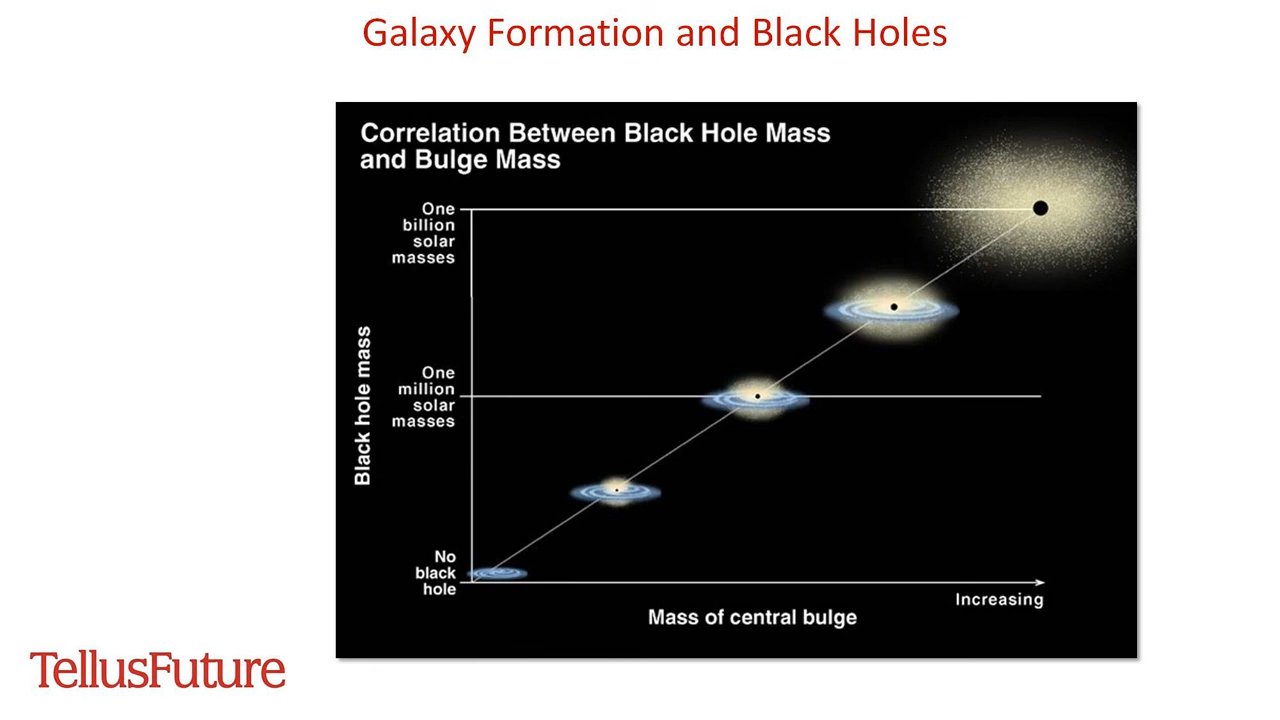 Galaxy Formation and Black Holes
Correlation Between Black Hole Mass
and Bulge Mass
One
billion
solar
masses
Black hole mass
One
million
solar
masses
No
black
hole
Increasing
Mass of central bulge
TellusFuture